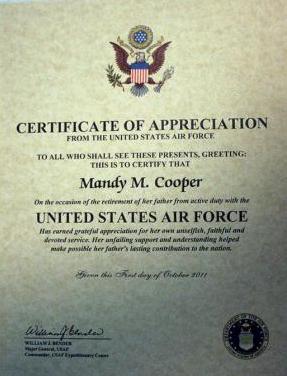 CERTIFICATE OF APPRECIATION
FROM THE UNITED STATES AIR FORCE
TO ALL WHO SHALL SEE THESE PRESENTS, GREETING:
THIS IS TO CERTIFY THAT
Mandy M. Cooper
On the occasion of the retirement of her father from active duty with the
UNITED STATES AIR FORCE
Has earned grateful appreciation for her own unselfish, faithful and
devoted service. Her unfailing support and understanding helped
make possible her father's lasting contribution to the nation.
Given this First day of October 2011
WILLIAM J. BENDER
Major General, USAF
Commander, USAF Expeditionary Center